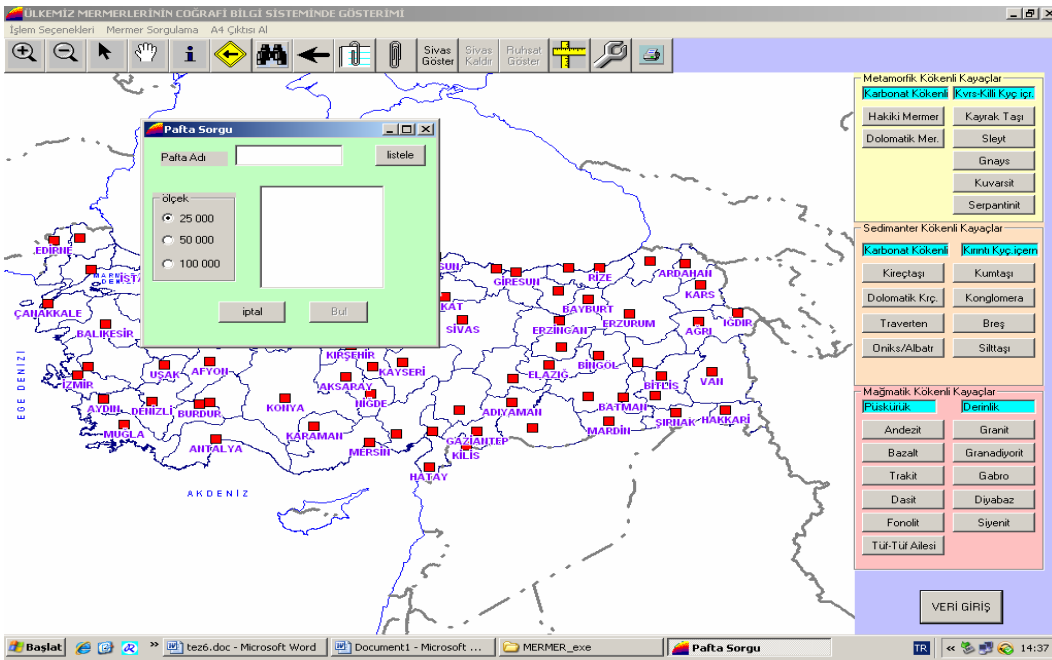 ÜLKEMİZ MERMERLERİNİN COĞRAFİ BİLGİ SİSTEMİNDE GÖSTERİMİ
İşlem Seçenekleri Mermer Sorgulama A4 Çıktısı Al
Sivas Göster
Sivas Kaldır
Ruhsat Göster
Pafta Sorgu
Pafta Adı
listele
ölçek
25 000
50 000
100 000
iptal
Bul
EDİRNE
ÇANAKKALE
BALIKESİR
İZMİR
AYDIN
MUĞLA
DENİZLİ
UŞAK
AFYON
BURDUR
ANTALYA
KONYA
KARAMAN
AKSARAY
NİĞDE
KIRŞEHİR
KAYSERİ
MERSİN
HATAY
KİLİS
GAZİANTEP
ADIYAMAN
SİVAS
GİRESUN
RİZE
ARDAHAN
KARS
BAYBURT
ERZİNCAN
ERZURUM
AĞRI
IĞDIR
ELAZIĞ
BİNGÖL
BİTLİS
VAN
BATMAN
MARDİN
ŞIRNAK
HAKKARİ
EGE DENİZİ
AKDENİZ
Metamorfik Kökenli Kayaçlar
Karbonat Kökenli Kvrs-Killi Kyç içr.
Hakiki Mermer Kayrak Taşı
Dolomatik Mer. Sleyt
Gnays
Kuvarsit
Serpantinit
Sedimanter Kökenli Kayaçlar
Karbonat Kökenli Kırıntı Kyç.içern
Kireçtaşı Kumtaşı
Dolomatik Krç. Konglomera
Traverten Breş
Oniks/Albatr Silttaşı
Mağmatik Kökenli Kayaçlar
Püskürük Derinlik
Andezit Granit
Bazalt Granadiyorit
Trakit Gabro
Dasit Diyabaz
Fonolit Siyenit
Tüf-Tüf Ailesi
VERİ GİRİŞ
Başlat
tez6.doc - Microsoft Word
Document1 - Microsoft ...
MERMER_exe
Pafta Sorgu
TR
14:37